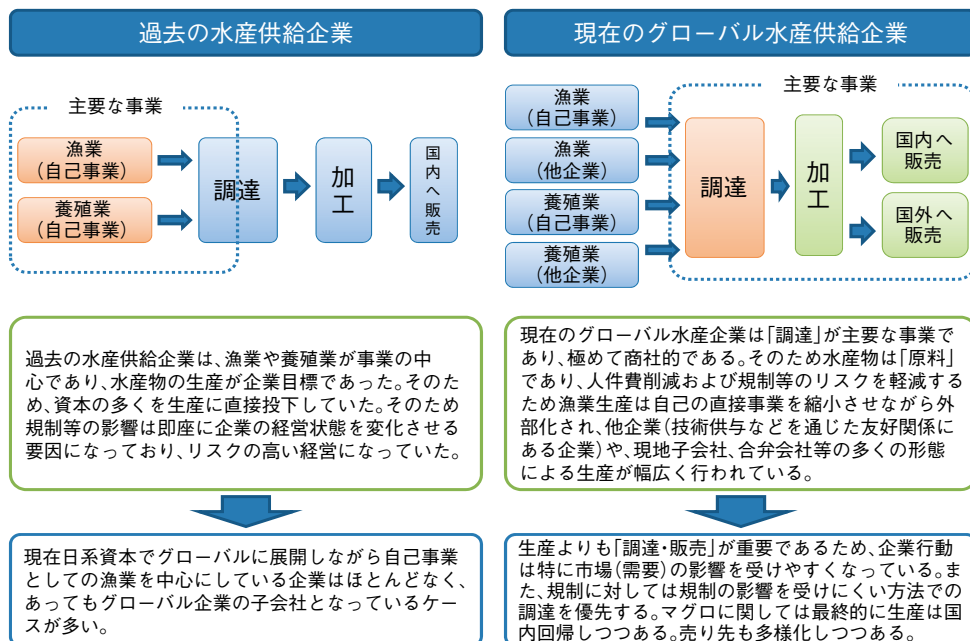 過去の水産供給企業
主要な事業
漁業
(自己事業)
養殖業
(自己事業)
調達
加工
国内へ販売
過去の水産供給企業は、漁業や養殖業が事業の中
心であり、水産物の生産が企業目標であった。そのた
め、資本の多くを生産に直接投下していた。そのため
規制等の影響は即座に企業の経営状態を変化させる
要因になっており、リスクの高い経営になっていた。
現在日系資本でグローバルに展開しながら自己事業
としての漁業を中心にしている企業はほとんどなく、
あってもグローバル企業の子会社となっているケー
スが多い。
現在のグローバル水産供給企業
主要な事業
漁業
(自己事業)
漁業
(他企業)
養殖業
(自己事業)
養殖業
(他企業)
調達
加工
国内へ
販売
国外へ
販売
現在のグローバル水産企業は「調達」が主要な事業で
あり、極めて商社的である。そのため水産物は「原料」
であり、人件費削減および規制等のリスクを軽減する
ため漁業生産は自己の直接事業を縮小させながら外
部化され、他企業(技術供与などを通じた友好関係に
ある企業)や、現地子会社、合弁会社等の多くの形態
による生産が幅広く行われている。
生産よりも「調達・販売」が重要であるため、企業行動
は特に市場(需要)の影響を受けやすくなっている。ま
た、規制に対しては規制の影響を受けにくい方法での
調達を優先する。マグロに関しては最終的に生産は国
内回帰しつつある。売り先も多様化しつつある。